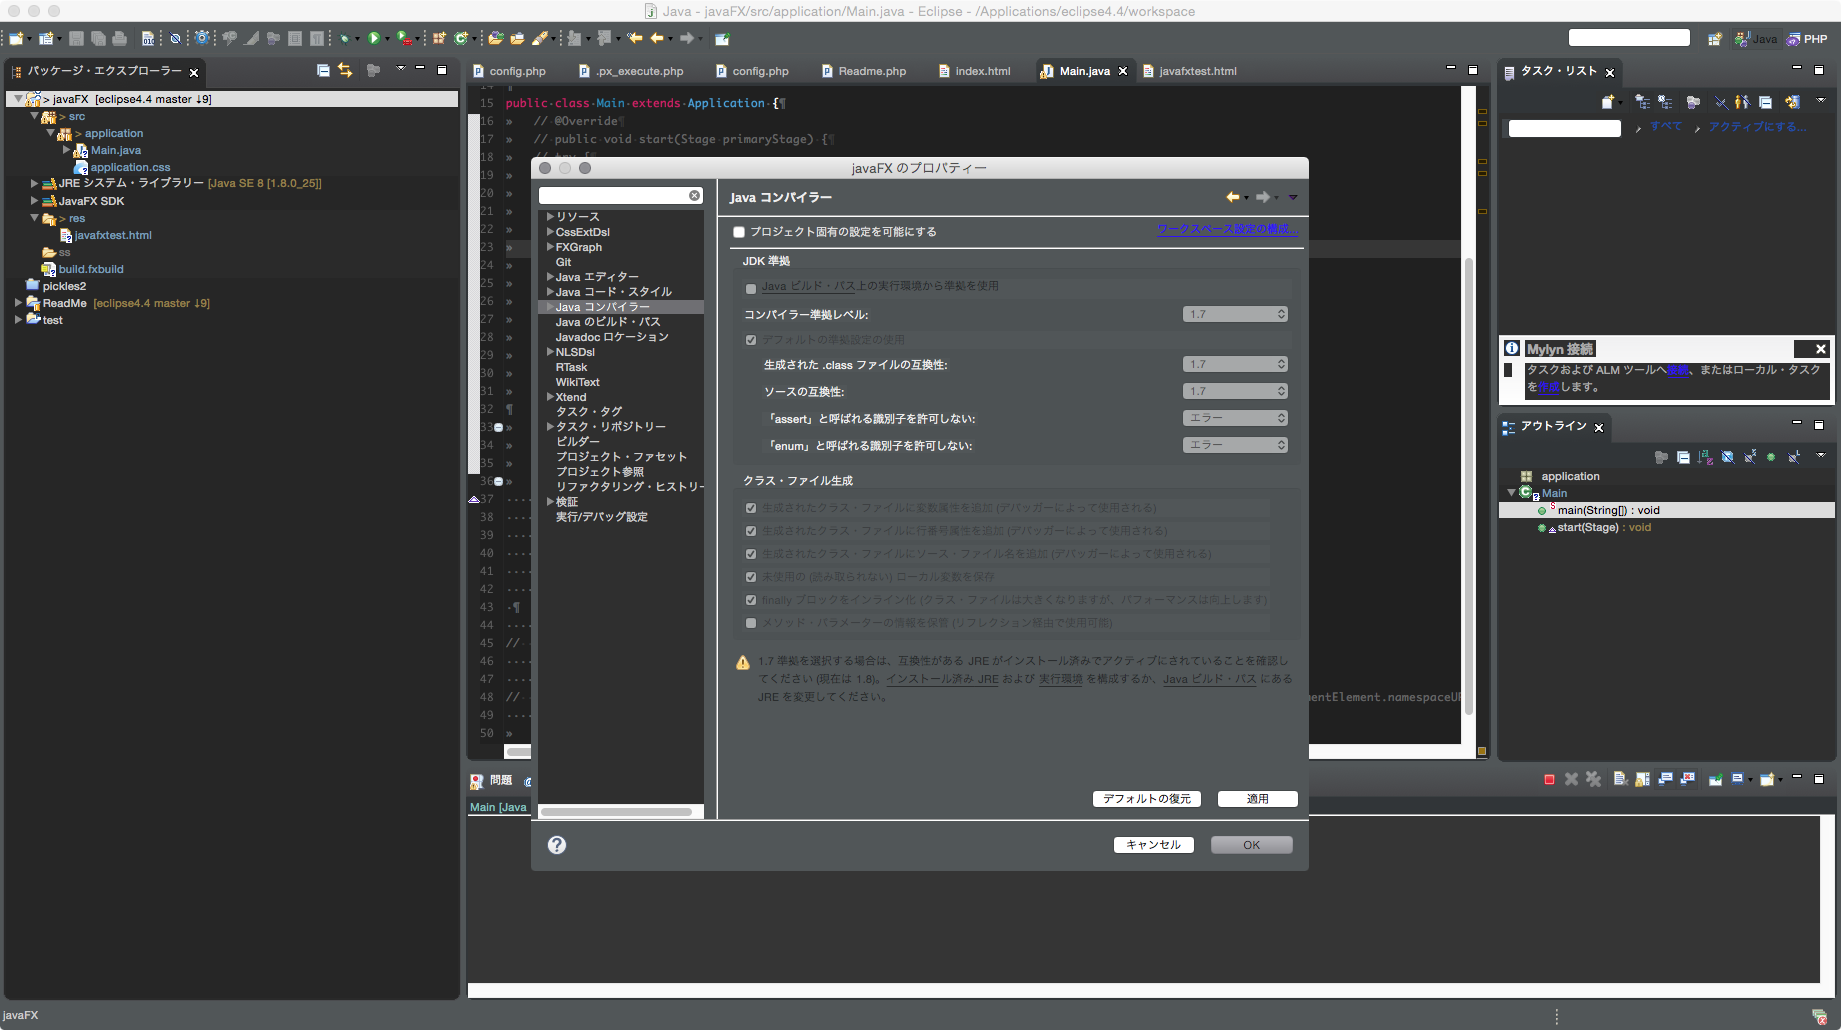 Java - javaFX/src/application/Main.java - Eclipse - /Applications/eclipse4.4/workspace
Java
PHP
パッケージ・エクスプローラー
> javaFX [eclipse4.4 master ↓9]
> src
> application
Main.java
application.css
JRE システム・ライブラリー [Java SE 8 [1.8.0_25]]
JavaFX SDK
> res
javafxtest.html
ss
build.fxbuild
pickles2
ReadMe [eclipse4.4 master ↓9]
test
config.php
.px_execute.php
config.php
Readme.php
index.html
Main.java
javafxtest.html
14
15 public class Main extends Application {
16 // @Override
17 // public void start(Stage primaryStage) {
18
19
20
21
22
23
24
25
26
27
28
29
30
31
32
33
34
35
36
37
38
39
40
41
42
43
44
45 //
46
47
48 // mentElement.namespaceUR
49
50
javaFX のプロパティー
リソース
CssExtDsl
FXGraph
Git
Java エディター
Java コード・スタイル
Java コンパイラー
Java のビルド・パス
Javadoc ロケーション
NLSDsl
RTask
WikiText
Xtend
タスク・タグ
タスク・リポジトリー
ビルダー
プロジェクト・ファセット
プロジェクト参照
リファクタリング・ヒストリー
検証
実行/デバッグ設定
Java コンパイラー
プロジェクト固有の設定を可能にする
ワークスペース設定の構成...
JDK 準拠
Java ビルド・パス上の実行環境から準拠を使用
コンパイラー準拠レベル: 1.7
デフォルトの準拠設定の使用
生成された .class ファイルの互換性: 1.7
ソースの互換性: 1.7
「assert」と呼ばれる識別子を許可しない: エラー
「enum」と呼ばれる識別子を許可しない: エラー
クラス・ファイル生成
生成されたクラス・ファイルに変数属性を追加 (デバッガーによって使用される)
生成されたクラス・ファイルに行番号属性を追加 (デバッガーによって使用される)
生成されたクラス・ファイルにソース・ファイル名を追加 (デバッガーによって使用される)
未使用の (読み取られない) ローカル変数を保存
finally ブロックをインライン化 (クラス・ファイルは大きくなりますが、パフォーマンスは向上します)
メソッド・パラメーターの情報を保管 (リフレクション経由で使用可能)
1.7 準拠を選択する場合は、互換性がある JRE がインストール済みでアクティブにされていることを確認し
てください (現在は 1.8)。インストール済み JRE および 実行環境 を構成するか、Java ビルド・パス にある
JRE を変更してください。
デフォルトの復元
適用
キャンセル
OK
問題
Main [Java
タスク・リスト
すべて
アクティブにする...
Mylyn 接続
タスクおよび ALM ツールへ接続、またはローカル・タスク
を作成します。
アウトライン
application
Main
main(String[]) : void
start(Stage) : void
javaFX